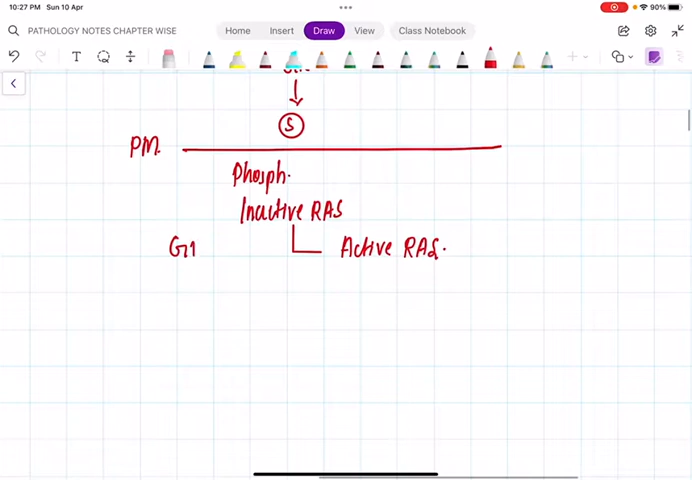 10:27 PM Sun 10 Apr
90%
PATHOLOGY NOTES CHAPTER WISE
Home Insert Draw View Class Notebook
S
PM.
Phosph.
Inactive RAS
G1 Active RAS.